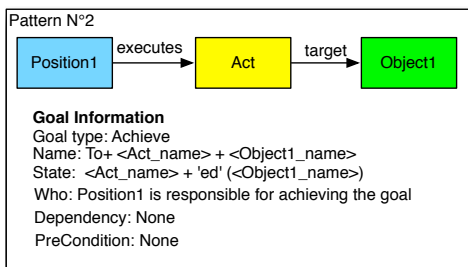 Pattern N°2
Position1 executes Act target Object1
Goal Information
Goal type: Achieve
Name: To+ <Act_name> + <Object1_name>
State: <Act_name> + 'ed' (<Object1_name>)
Who: Position1 is responsible for achieving the goal
Dependency: None
PreCondition: None